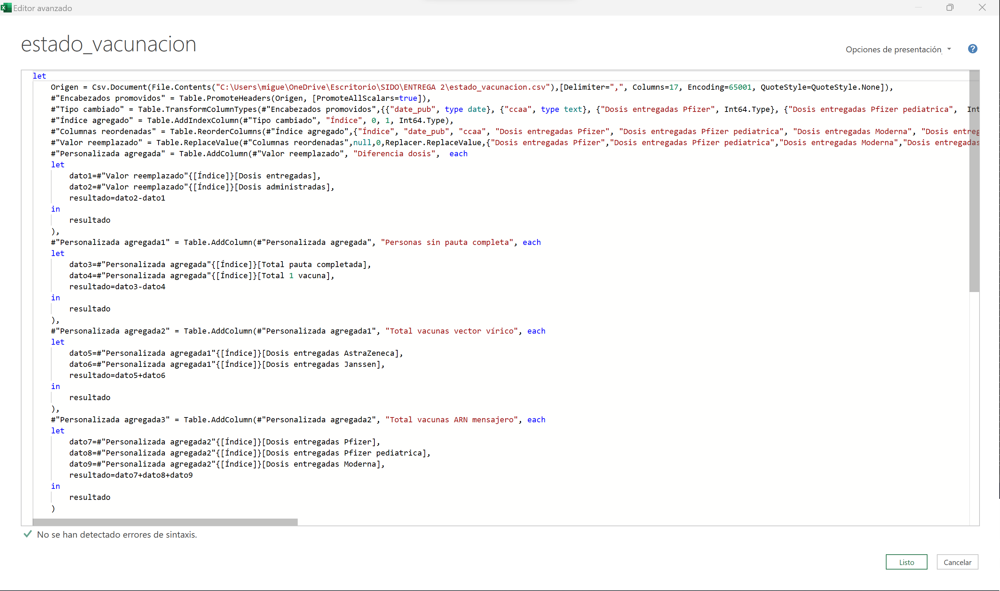 Editor avanzado
estado_vacunacion
Opciones de presentación
?
let
Origen = Csv.Document(File.Contents("C:\Users\migue\OneDrive\Escritorio\SIDO\ENTREGA 2\estado_vacunacion.csv"),[Delimiter=",", Columns=17, Encoding=65001, QuoteStyle=QuoteStyle.None]),
#"Encabezados promovidos" = Table.PromoteHeaders(Origen, [PromoteAllScalars=true]),
#"Tipo cambiado" = Table.TransformColumnTypes(#"Encabezados promovidos",{{"date_pub", type date}, {"ccaa", type text}, {"Dosis entregadas Pfizer", Int64.Type}, {"Dosis entregadas Pfizer pediatrica", Int
#"Índice agregado" = Table.AddIndexColumn(#"Tipo cambiado", "Índice", 0, 1, Int64.Type),
#"Columnas reordenadas" = Table.ReorderColumns(#"Índice agregado",{"Índice", "date_pub", "ccaa", "Dosis entregadas Pfizer", "Dosis entregadas Pfizer pediatrica", "Dosis entregadas Moderna", "Dosis entreg
#"Valor reemplazado" = Table.ReplaceValue(#"Columnas reordenadas",null,0,Replacer.ReplaceValue,{"Dosis entregadas Pfizer","Dosis entregadas Pfizer pediatrica","Dosis entregadas Moderna","Dosis entregadas
#"Personalizada agregada" = Table.AddColumn(#"Valor reemplazado", "Diferencia dosis", each
let
dato1=#"Valor reemplazado"{[Índice]}[Dosis entregadas],
dato2=#"Valor reemplazado"{[Índice]}[Dosis administradas],
resultado=dato2-dato1
in
resultado
),
#"Personalizada agregada1" = Table.AddColumn(#"Personalizada agregada", "Personas sin pauta completa", each
let
dato3=#"Personalizada agregada"{[Índice]}[Total pauta completada],
dato4=#"Personalizada agregada"{[Índice]}[Total 1 vacuna],
resultado=dato3-dato4
in
resultado
),
#"Personalizada agregada2" = Table.AddColumn(#"Personalizada agregada1", "Total vacunas vector vírico", each
let
dato5=#"Personalizada agregada1"{[Índice]}[Dosis entregadas AstraZeneca],
dato6=#"Personalizada agregada1"{[Índice]}[Dosis entregadas Janssen],
resultado=dato5+dato6
in
resultado
),
#"Personalizada agregada3" = Table.AddColumn(#"Personalizada agregada2", "Total vacunas ARN mensajero", each
let
dato7=#"Personalizada agregada2"{[Índice]}[Dosis entregadas Pfizer],
dato8=#"Personalizada agregada2"{[Índice]}[Dosis entregadas Pfizer pediatrica],
dato9=#"Personalizada agregada2"{[Índice]}[Dosis entregadas Moderna],
resultado=dato7+dato8+dato9
in
resultado
)
No se han detectado errores de sintaxis.
Listo
Cancelar